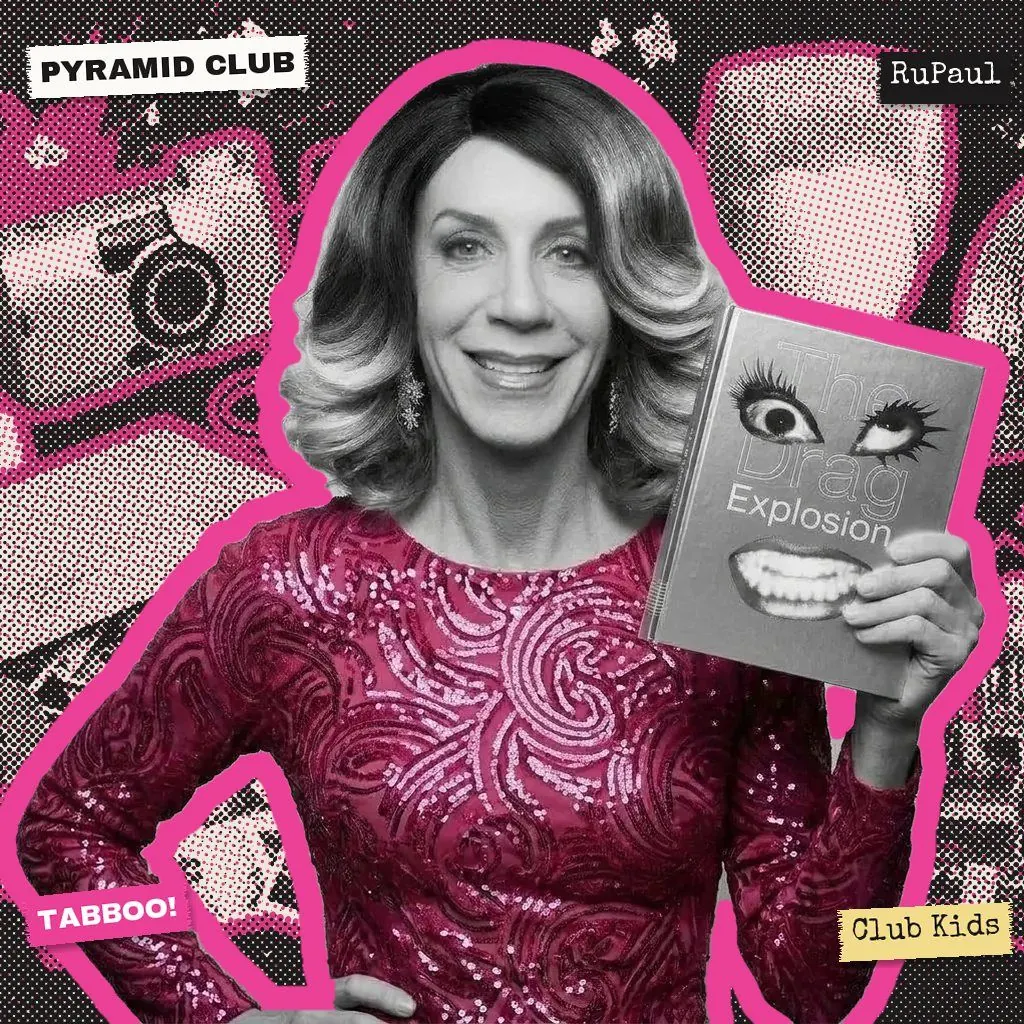 PYRAMID CLUB
RuPaul
The
Drag
Explosion
TABBOO!
Club Kids